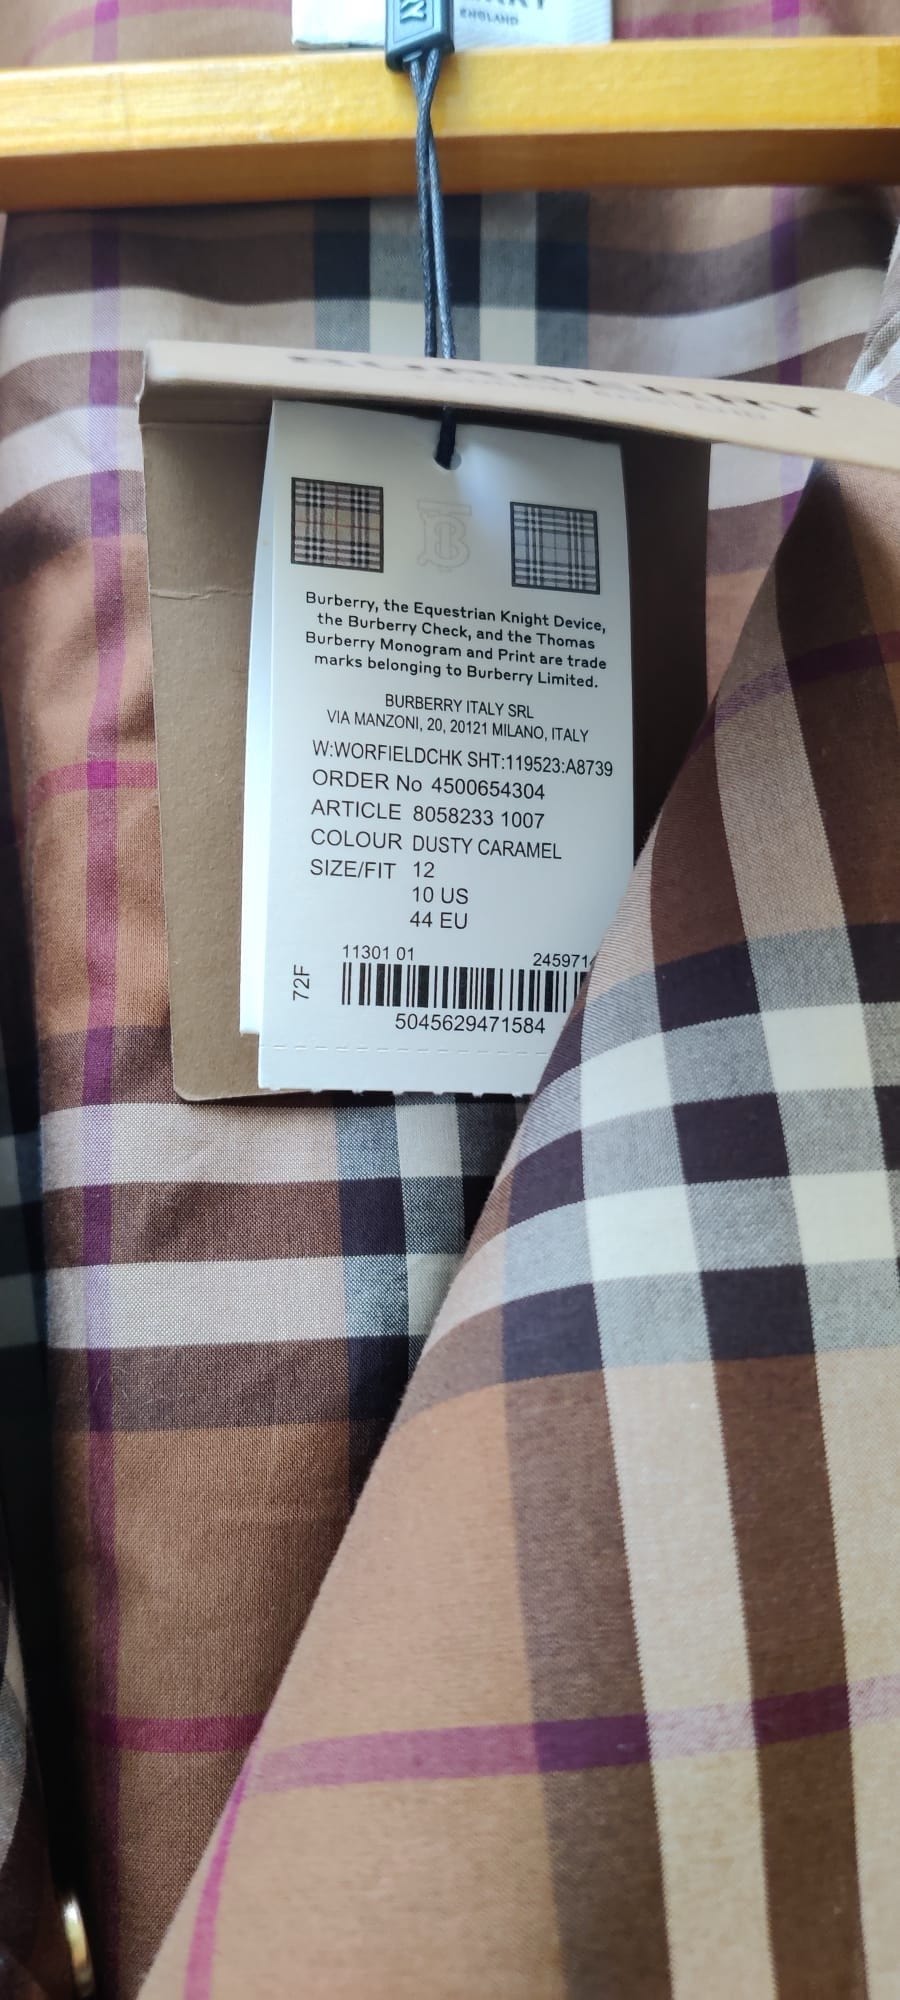 ENGLAND
BURBERRY
Burberry, the Equestrian Knight Device,
the Burberry Check, and the Thomas
Burberry Monogram and Print are trade
marks belonging to Burberry Limited.
BURBERRY ITALY SRL
VIA MANZONI, 20, 20121 MILANO, ITALY
W:WORFIELDCHK SHT:119523:A8739
ORDER No 4500654304
ARTICLE 8058233 1007
COLOUR DUSTY CARAMEL
SIZE/FIT 12
10 US
44 EU
11301 01 245971
72F
5045629471584